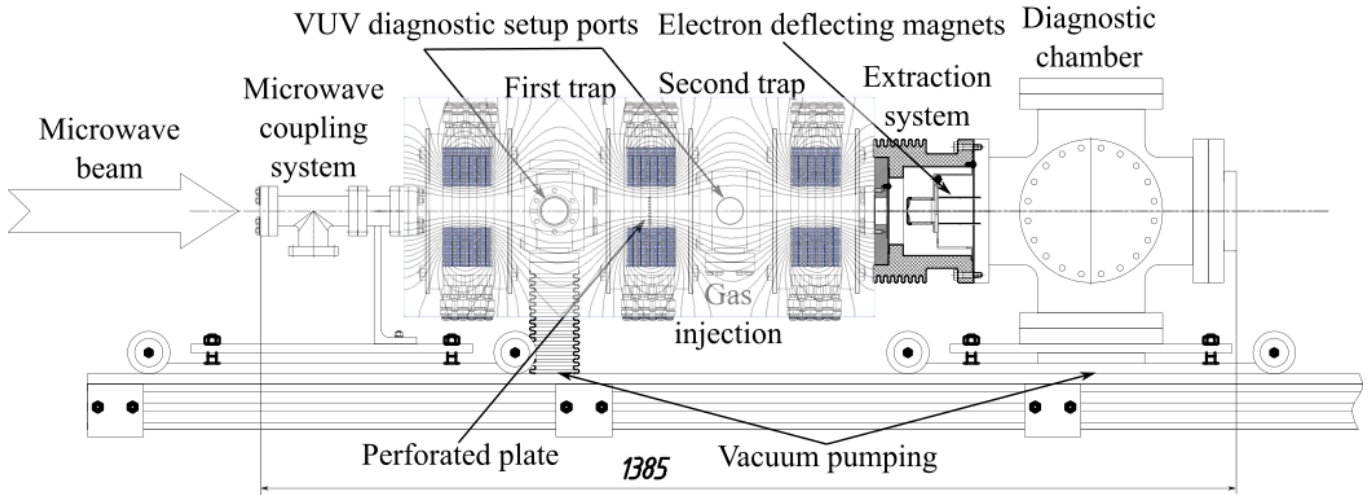 VUV diagnostic setup ports
Electron deflecting magnets
Diagnostic
chamber
Microwave
beam
Microwave
coupling
system
First trap
Second trap
Extraction
system
Gas
injection
Perforated plate
1385
Vacuum pumping